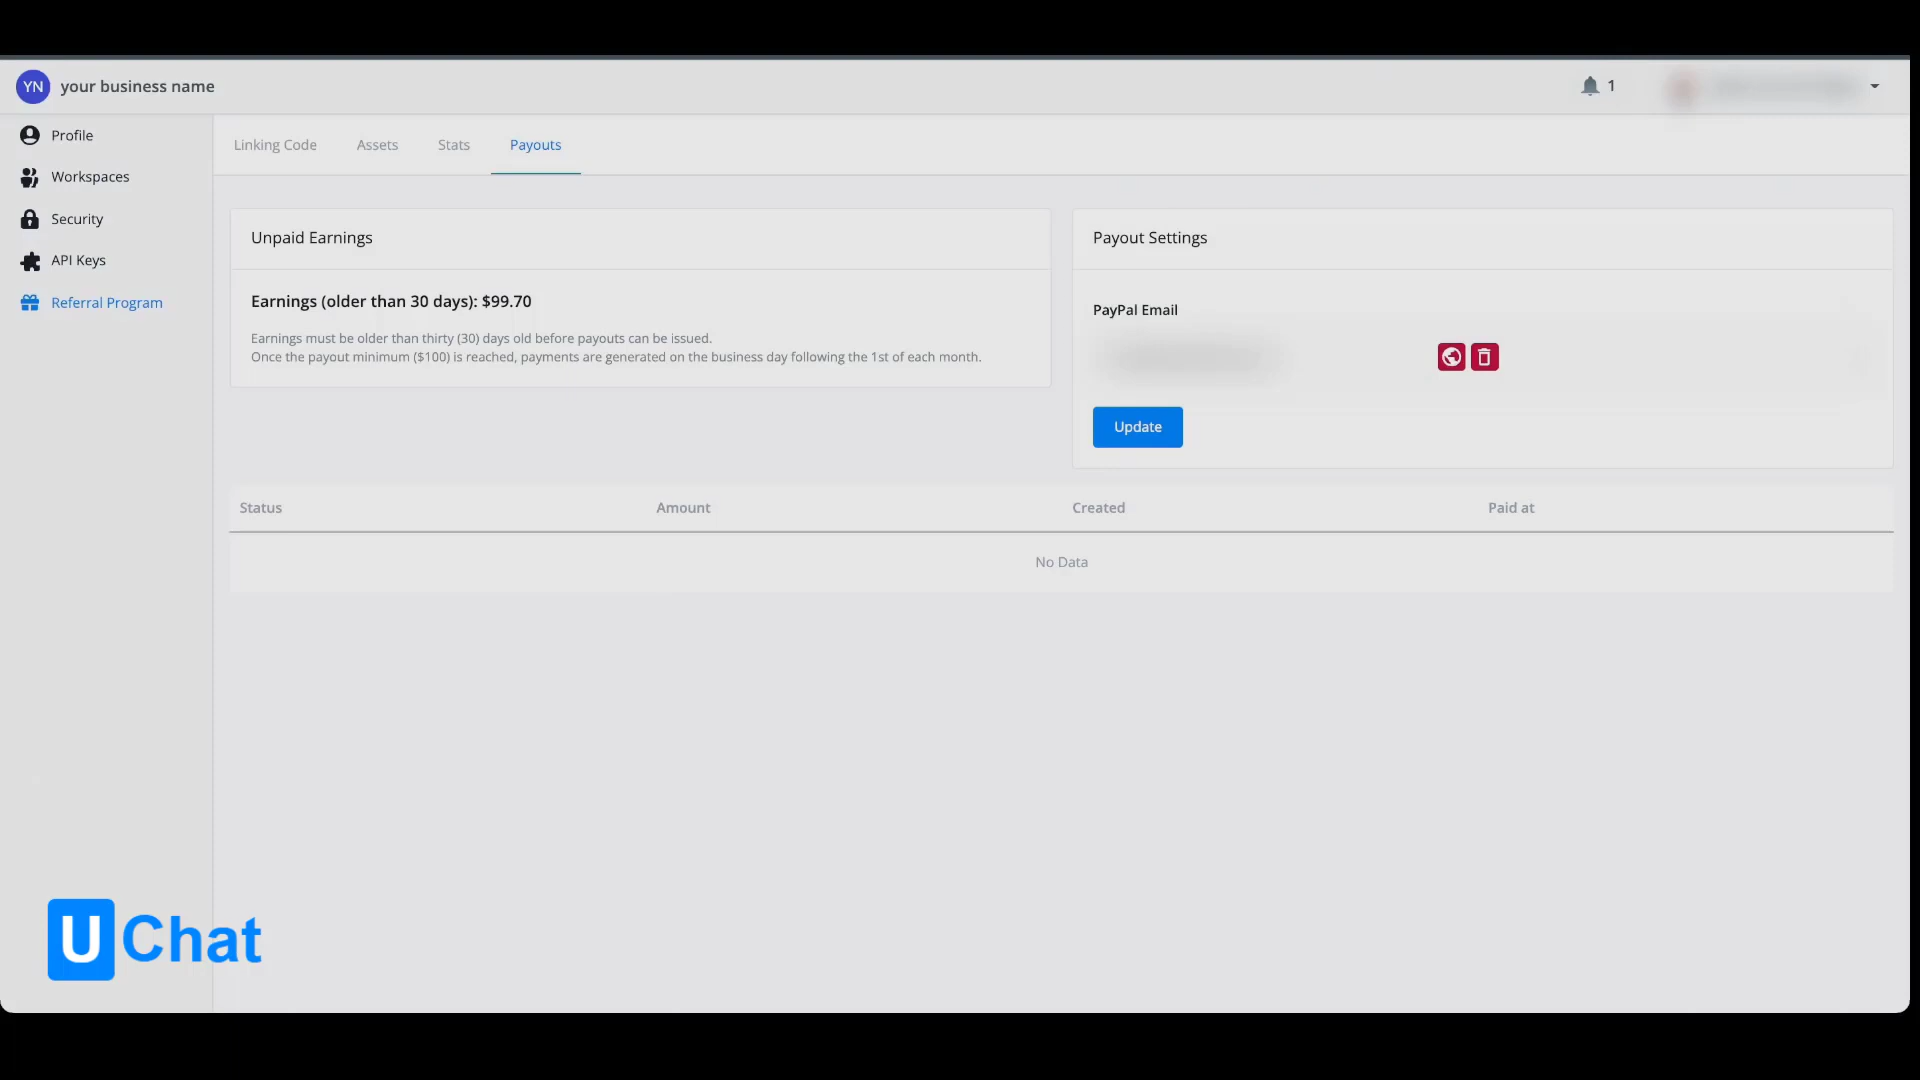 YN your business name
1
Profile
Workspaces
Security
API Keys
Referral Program
Linking Code Assets Stats Payouts
Unpaid Earnings
Earnings (older than 30 days): $99.70
Earnings must be older than thirty (30) days old before payouts can be issued.
Once the payout minimum ($100) is reached, payments are generated on the business day following the 1st of each month.
Payout Settings
PayPal Email
Update
Status Amount Created Paid at
No Data
U Chat